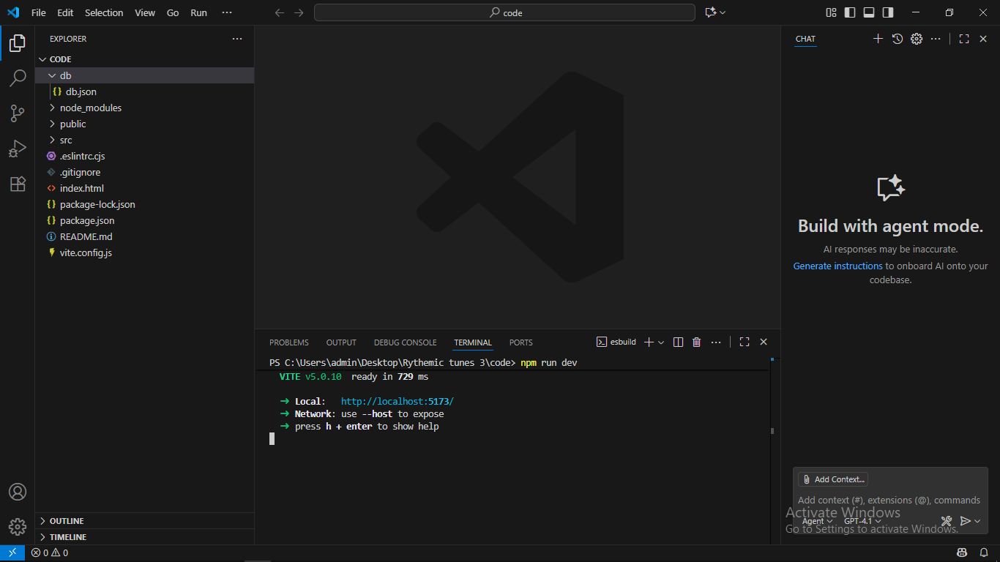 File Edit Selection View Go Run ···
code
EXPLORER ···
CODE
db
{} db.json
node_modules
public
src
.eslintrc.cjs
.gitignore
<> index.html
{} package-lock.json
{} package.json
README.md
vite.config.js
OUTLINE
TIMELINE
PROBLEMS OUTPUT DEBUG CONSOLE TERMINAL PORTS
esbuild
PS C:\Users\admin\Desktop\Rythemic tunes 3\code> npm run dev
VITE v5.0.10 ready in 729 ms
➜ Local: http://localhost:5173/
➜ Network: use --host to expose
➜ press h + enter to show help
CHAT
Build with agent mode.
AI responses may be inaccurate.
Generate instructions to onboard AI onto your
codebase.
Add Context...
Add context (#), extensions (@), commands
Agent GPT-4.1
Activate Windows
Go to Settings to activate Windows.
0 0